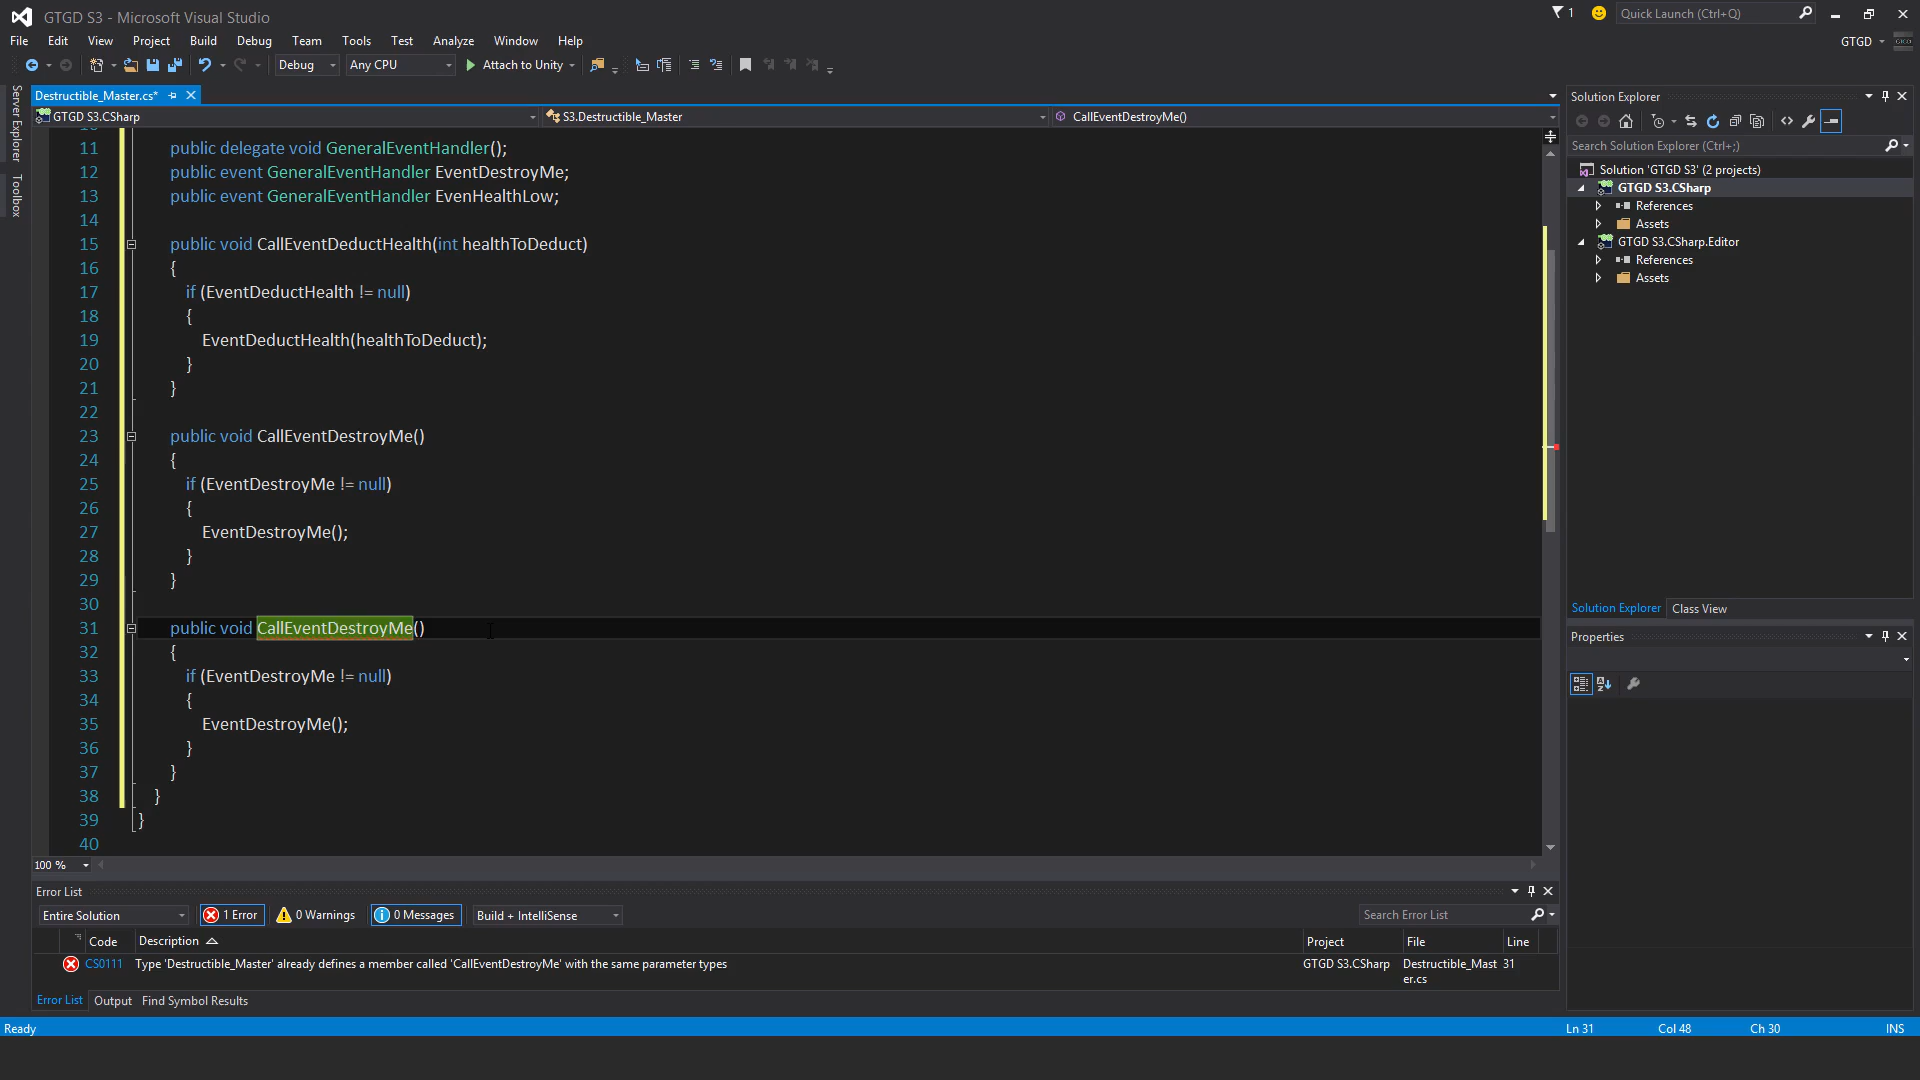 GTGD S3 - Microsoft Visual Studio
1
Quick Launch (Ctrl+Q)
File Edit View Project Build Debug Team Tools Test Analyze Window Help
GTGD
Debug Any CPU Attach to Unity
Server Explorer
Toolbox
Destructible_Master.cs*
GTGD S3.CSharp
S3.Destructible_Master
CallEventDestroyMe()
11 public delegate void GeneralEventHandler();
12 public event GeneralEventHandler EventDestroyMe;
13 public event GeneralEventHandler EvenHealthLow;
14
15 public void CallEventDeductHealth(int healthToDeduct)
16 {
17 if (EventDeductHealth != null)
18 {
19 EventDeductHealth(healthToDeduct);
20 }
21 }
22
23 public void CallEventDestroyMe()
24 {
25 if (EventDestroyMe != null)
26 {
27 EventDestroyMe();
28 }
29 }
30
31 public void CallEventDestroyMe()
32 {
33 if (EventDestroyMe != null)
34 {
35 EventDestroyMe();
36 }
37 }
38 }
39 }
40
100 %
Solution Explorer
Search Solution Explorer (Ctrl+;)
Solution 'GTGD S3' (2 projects)
GTGD S3.CSharp
References
Assets
GTGD S3.CSharp.Editor
References
Assets
Solution Explorer Class View
Properties
Error List
Entire Solution 1 Error 0 Warnings 0 Messages Build + IntelliSense Search Error List
Code Description Project File Line
CS0111 Type 'Destructible_Master' already defines a member called 'CallEventDestroyMe' with the same parameter types GTGD S3.CSharp Destructible_Mast 31
er.cs
Error List Output Find Symbol Results
Ready Ln 31 Col 48 Ch 30 INS